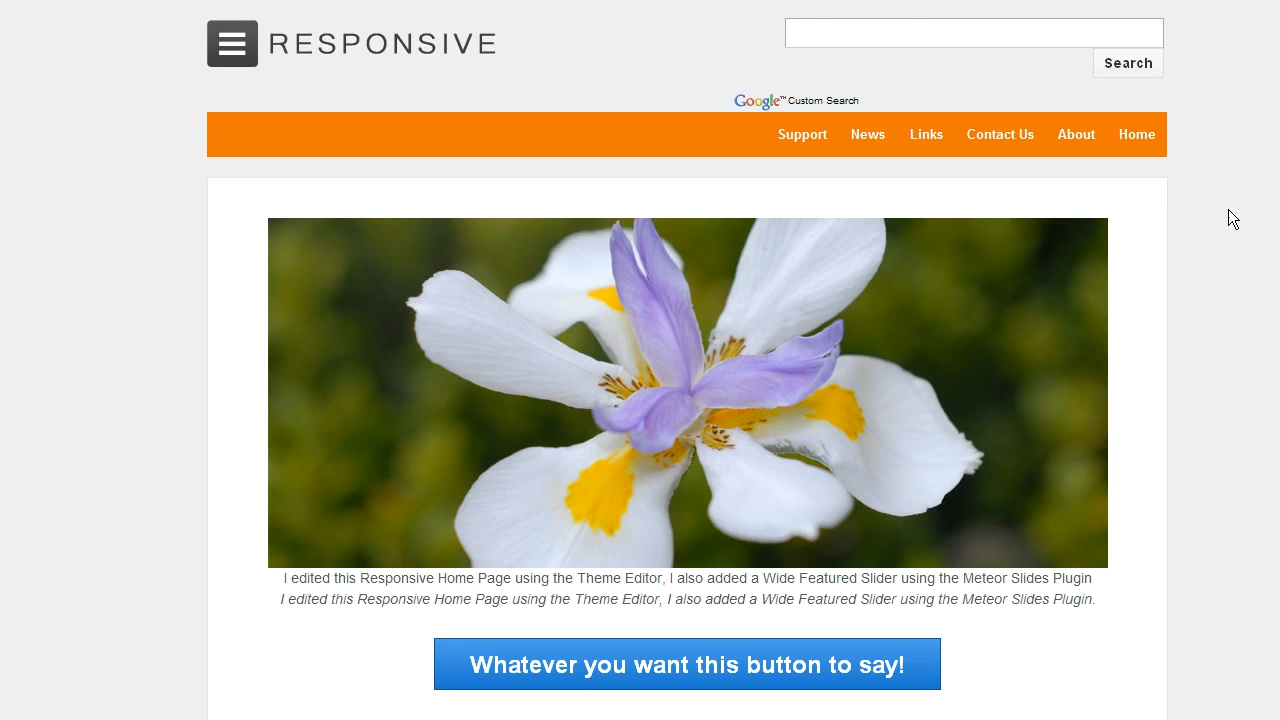 RESPONSIVE
Search
Google™ Custom Search
Support News Links Contact Us About Home
I edited this Responsive Home Page using the Theme Editor, I also added a Wide Featured Slider using the Meteor Slides Plugin
I edited this Responsive Home Page using the Theme Editor, I also added a Wide Featured Slider using the Meteor Slides Plugin.
Whatever you want this button to say!